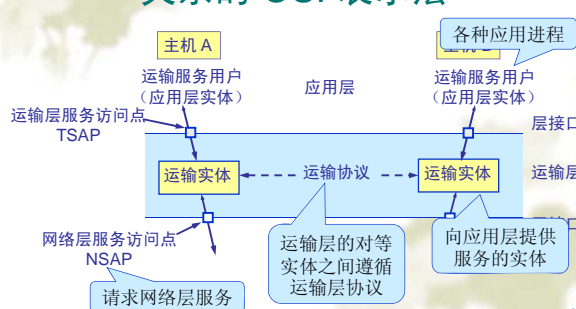 OSI 表示层
主机 A
各种应用进程
运输服务用户
(应用层实体)
应用层
运输服务用户
(应用层实体)
运输层服务访问点
TSAP
层接口
运输实体
运输协议
运输实体
运输层
网络层服务访问点
NSAP
运输层的对等
实体之间遵循
运输层协议
向应用层提供
服务的实体
请求网络层服务